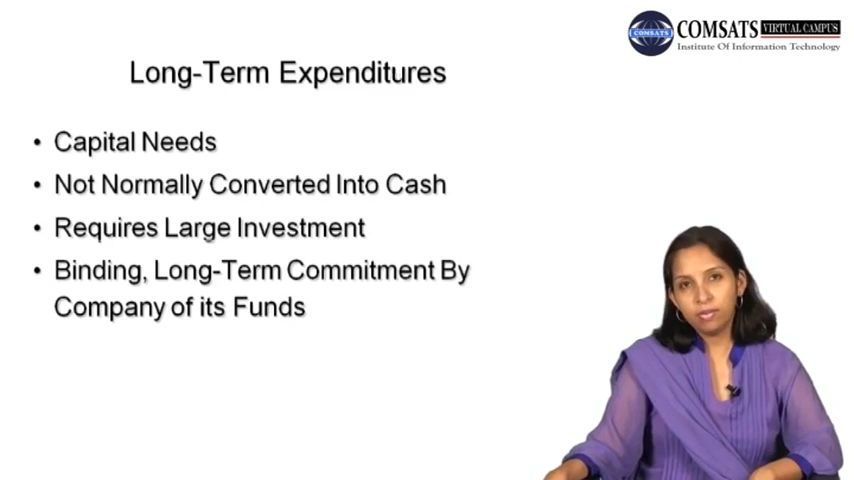 COMSATS VIRTUAL CAMPUS
COMSATS
Institute Of Information Technology
Long-Term Expenditures
• Capital Needs
• Not Normally Converted Into Cash
• Requires Large Investment
• Binding, Long-Term Commitment By
Company of its Funds